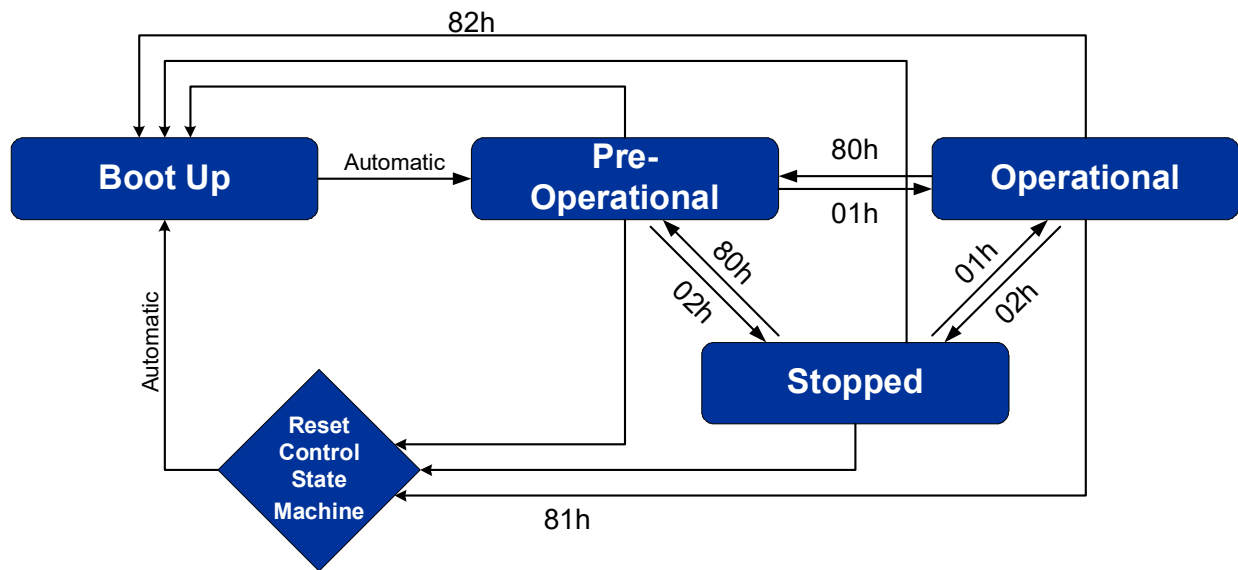 82h
Boot Up
Automatic
Pre-
Operational
80h
01h
Operational
80h
02h
01h
02h
Automatic
Stopped
Reset
Control
State
Machine
81h